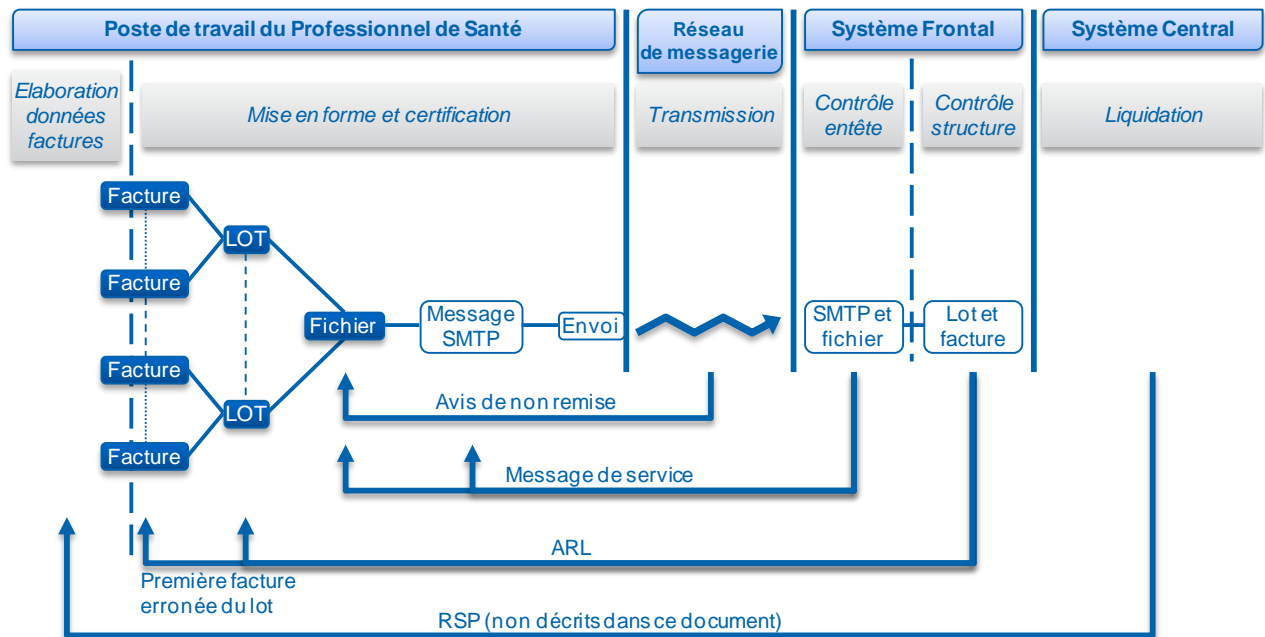 Poste de travail du Professionnel de Santé
Réseau
de messagerie
Système Frontal
Système Central
Elaboration
données
factures
Mise en forme et certification
Transmission
Contrôle
entête
Contrôle
structure
Liquidation
Facture
LOT
Facture
Fichier
Message
SMTP
Envoi
SMTP et
fichier
Lot et
facture
Facture
LOT
Facture
Avis de non remise
Message de service
ARL
Première facture
erronée du lot
RSP (non décrits dans ce document)